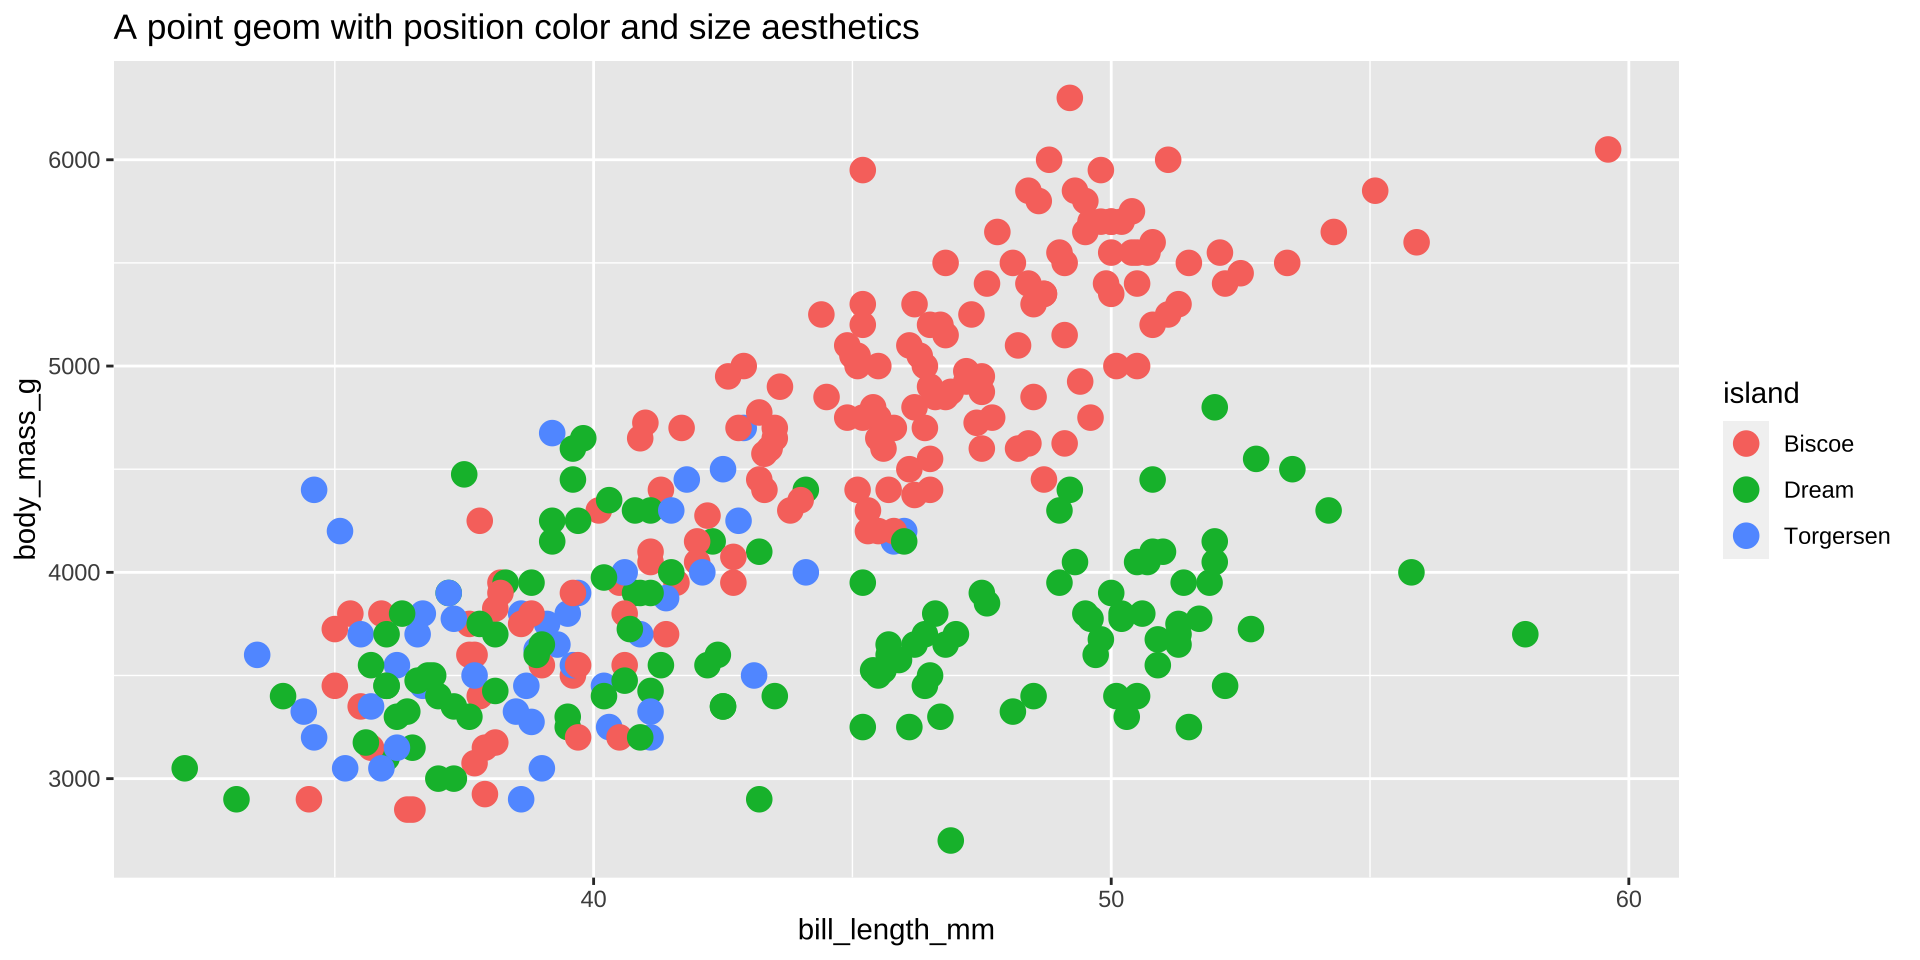 A point geom with position color and size aesthetics
body_mass_g
6000
5000
4000
3000
40 50 60
bill_length_mm
island
Biscoe
Dream
Torgersen